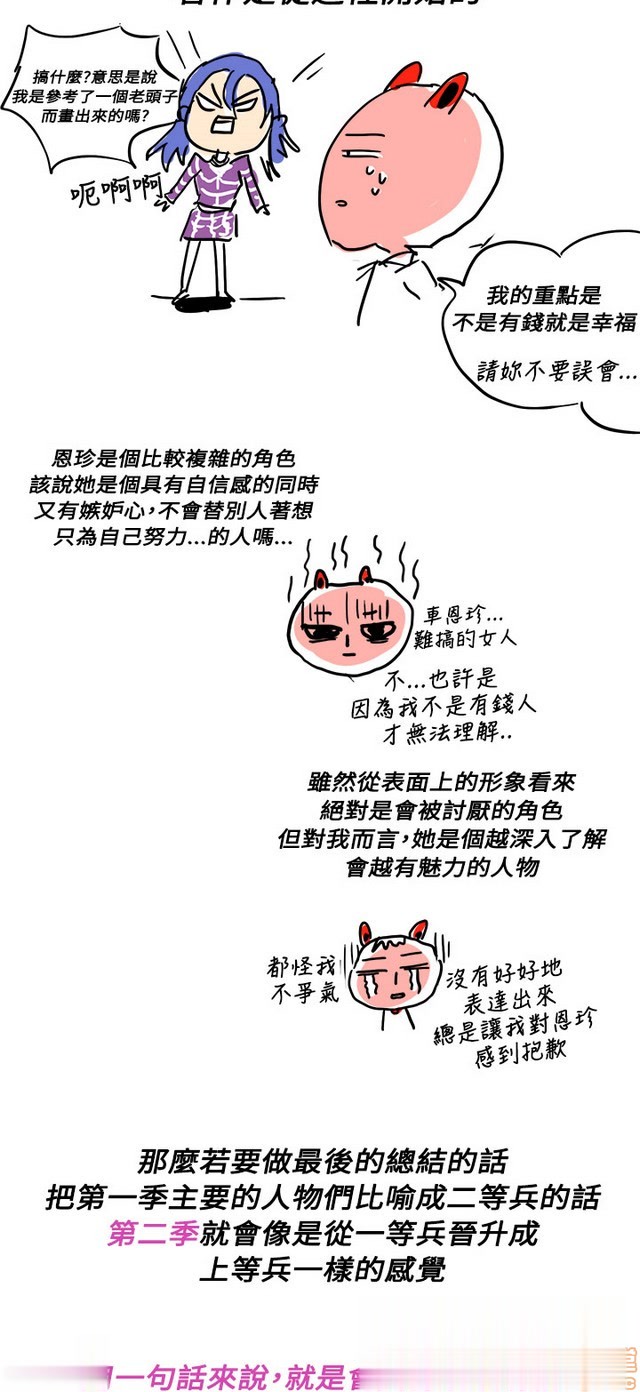 搞什麼?意思是說
我是參考了一個老頭子
而畫出來的嗎?
呃啊啊
我的重點是
不是有錢就是幸福
請妳不要誤會...
恩珍是個比較複雜的角色
該說她是個具有自信感的同時
又有嫉妒心,不會替別人著想
只為自己努力...的人嗎...
車恩珍...
難搞的女人
不...也許是
因為我不是有錢人
才無法理解..
雖然從表面上的形象看來
絕對是會被討厭的角色
但對我而言,她是個越深入了解
會越有魅力的人物
都怪我
不爭氣
沒有好好地
表達出來
總是讓我對恩珍
感到抱歉
那麼若要做最後的總結的話
把第一季主要的人物們比喻成二等兵的話
第二季就會像是從一等兵晉升成
上等兵一樣的感覺
一句話來說,就是會